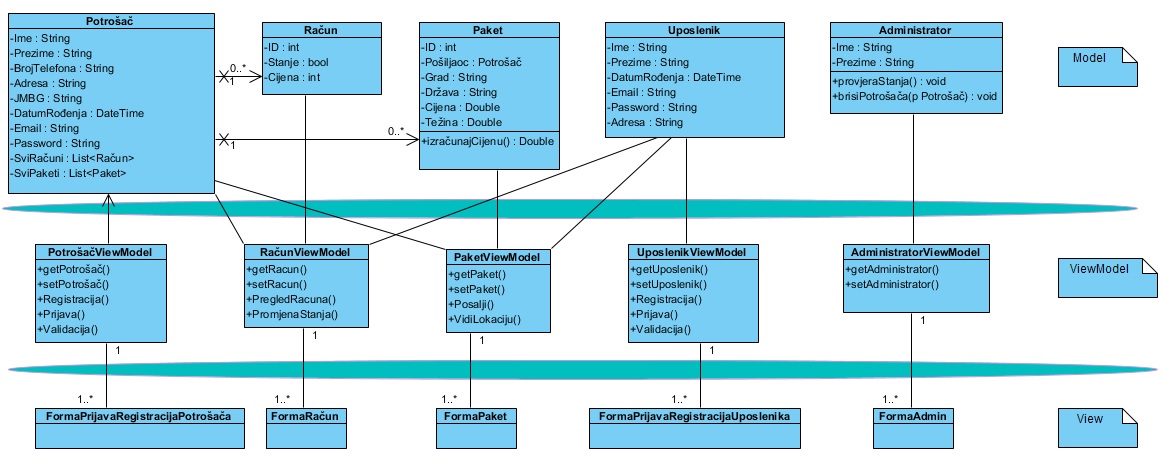 Potrošač
-Ime : String
-Prezime : String
-BrojTelefona : String
-Adresa : String
-JMBG : String
-DatumRođenja : DateTime
-Email : String
-Password : String
-SviRačuni : List<Račun>
-SviPaketi : List<Paket>
0..*
1
0..*
1
Račun
-ID : int
-Stanje : bool
-Cijena : int
Paket
-ID : int
-Pošiljaoc : Potrošač
-Grad : String
-Država : String
-Cijena : Double
-Težina : Double
+izračunajCijenu() : Double
Uposlenik
-Ime : String
-Prezime : String
-DatumRođenja : DateTime
-Email : String
-Password : String
-Adresa : String
Administrator
-Ime : String
-Prezime : String
+provjeraStanja() : void
+brisiPotrošača(p Potrošač) : void
Model
PotrošačViewModel
+getPotrošač()
+setPotrošač()
+Registracija()
+Prijava()
+Validacija()
RačunViewModel
+getRacun()
+setRacun()
+PregledRacuna()
+PromjenaStanja()
PaketViewModel
+getPaket()
+setPaket()
+Posalji()
+VidiLokaciju()
UposlenikViewModel
+getUposlenik()
+setUposlenik()
+Registracija()
+Prijava()
+Validacija()
AdministratorViewModel
+getAdministrator()
+setAdministrator()
ViewModel
1
1
1
1
1
1..*
1..*
1..*
1..*
1..*
FormaPrijavaRegistracijaPotrošača
FormaRačun
FormaPaket
FormaPrijavaRegistracijaUposlenika
FormaAdmin
View